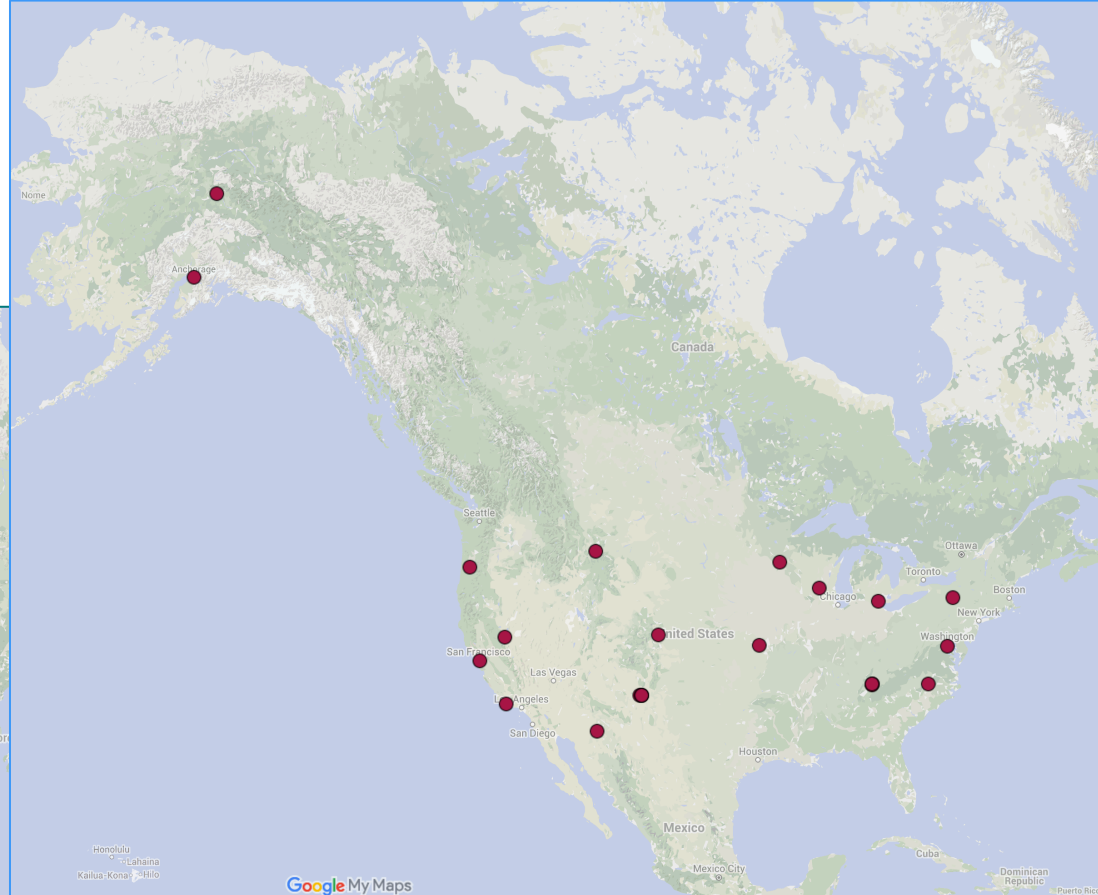 Nome
Anchorage
Canada
Seattle
Ottawa
Toronto
Boston
Chicago
New York
United States
Washington
San Francisco
Las Vegas
Los Angeles
San Diego
Houston
Mexico
Honolulu
Lahaina
Kailua-Kona
Hilo
Cuba
Mexico City
Dominican
Republic
Google My Maps